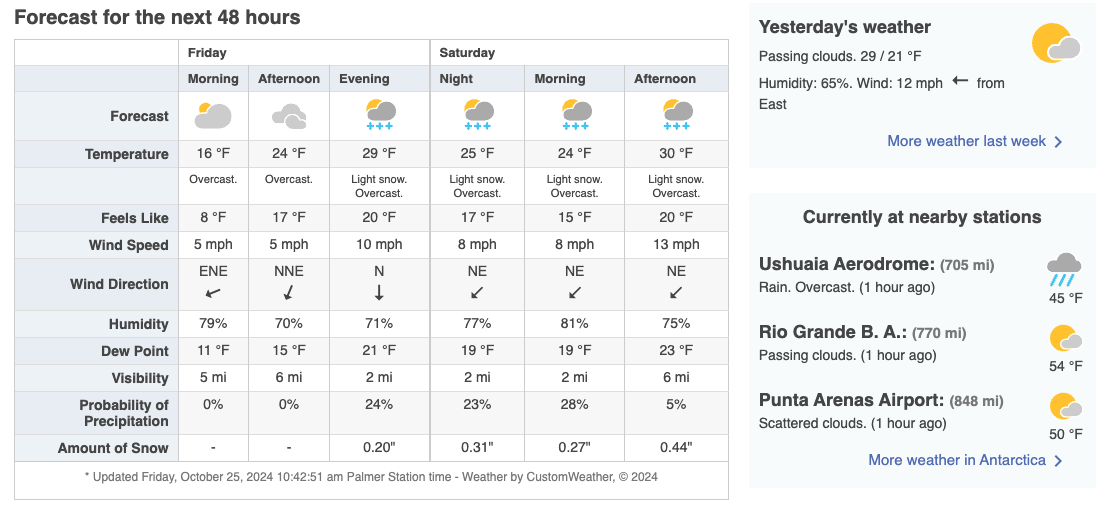 Forecast for the next 48 hours
Friday Saturday
Morning Afternoon Evening Night Morning Afternoon
Forecast
Temperature 16 °F 24 °F 29 °F 25 °F 24 °F 30 °F
Overcast. Overcast. Light snow. Light snow. Light snow. Light snow.
Overcast. Overcast. Overcast. Overcast.
Feels Like 8 °F 17 °F 20 °F 17 °F 15 °F 20 °F
Wind Speed 5 mph 5 mph 10 mph 8 mph 8 mph 13 mph
Wind Direction ENE NNE N NE NE NE
Humidity 79% 70% 71% 77% 81% 75%
Dew Point 11 °F 15 °F 21 °F 19 °F 19 °F 23 °F
Visibility 5 mi 6 mi 2 mi 2 mi 2 mi 6 mi
Probability of 0% 0% 24% 23% 28% 5%
Precipitation
Amount of Snow - - 0.20" 0.31" 0.27" 0.44"
* Updated Friday, October 25, 2024 10:42:51 am Palmer Station time - Weather by CustomWeather, © 2024
Yesterday's weather
Passing clouds. 29 / 21 °F
Humidity: 65%. Wind: 12 mph ← from
East
More weather last week
Currently at nearby stations
Ushuaia Aerodrome: (705 mi)
Rain. Overcast. (1 hour ago)
45 °F
Rio Grande B. A.: (770 mi)
Passing clouds. (1 hour ago)
54 °F
Punta Arenas Airport: (848 mi)
Scattered clouds. (1 hour ago)
50 °F
More weather in Antarctica